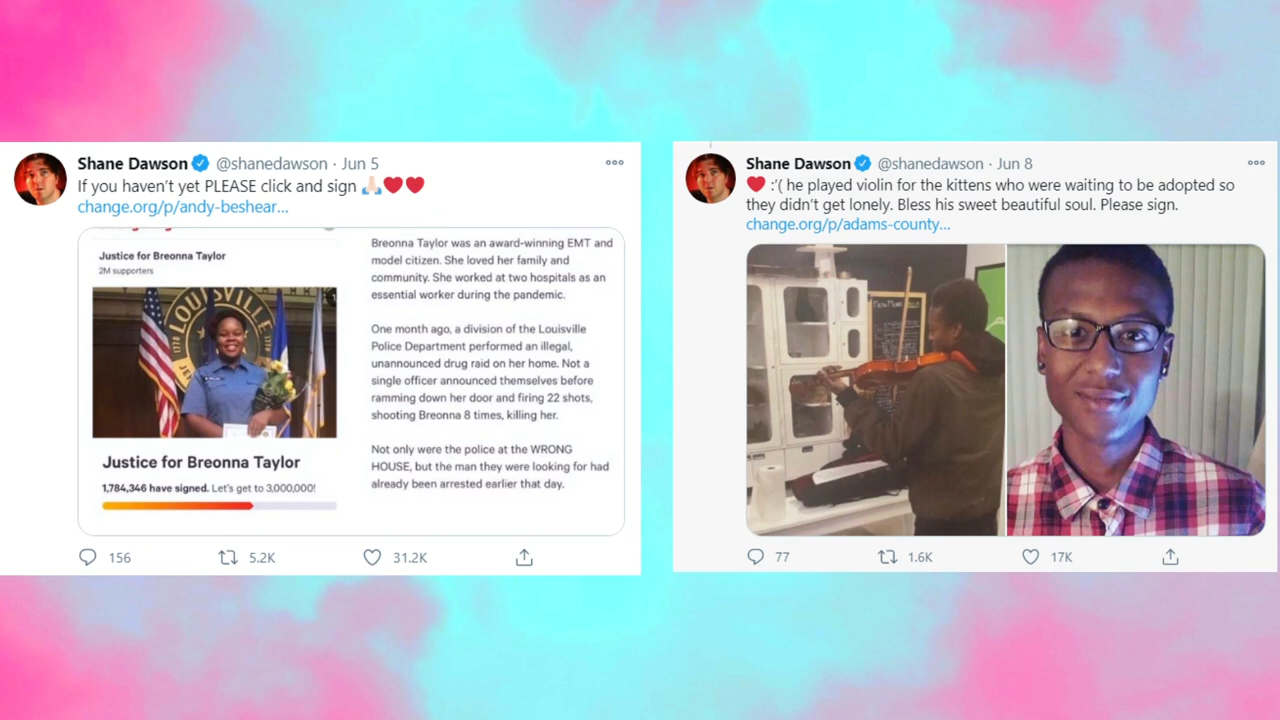 Shane Dawson @shanedawson · Jun 5
If you haven't yet PLEASE click and sign 🙏🏻❤️❤️
change.org/p/andy-beshear...
Justice for Breonna Taylor
2M supporters
LOUISVILLE
Justice for Breonna Taylor
1,784,346 have signed. Let's get to 3,000,000!
Breonna Taylor was an award-winning EMT and
model citizen. She loved her family and
community. She worked at two hospitals as an
essential worker during the pandemic.
One month ago, a division of the Louisville
Police Department performed an illegal,
unannounced drug raid on her home. Not a
single officer announced themselves before
ramming down her door and firing 22 shots,
shooting Breonna 8 times, killing her.
Not only were the police at the WRONG
HOUSE, but the man they were looking for had
already been arrested earlier that day.
156
5.2K
31.2K
Shane Dawson @shanedawson · Jun 8
❤️ :'( he played violin for the kittens who were waiting to be adopted so
they didn't get lonely. Bless his sweet beautiful soul. Please sign.
change.org/p/adams-county...
77
1.6K
17K